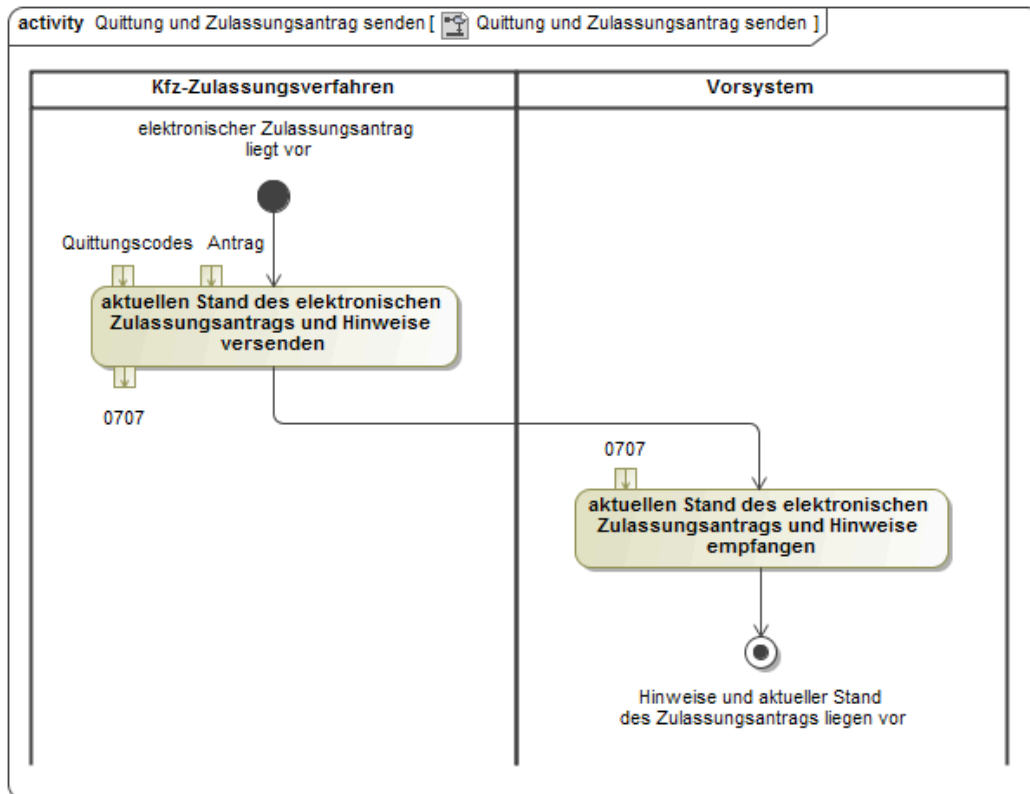 activity Quittung und Zulassungsantrag senden [ Quittung und Zulassungsantrag senden ]
Kfz-Zulassungsverfahren
Vorsystem
elektronischer Zulassungsantrag
liegt vor
Quittungscodes
Antrag
aktuellen Stand des elektronischen
Zulassungsantrags und Hinweise
versenden
0707
0707
aktuellen Stand des elektronischen
Zulassungsantrags und Hinweise
empfangen
Hinweise und aktueller Stand
des Zulassungsantrags liegen vor